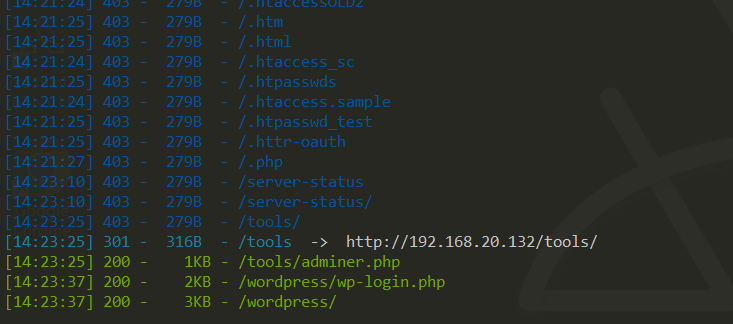 [14:21:24] 403 - 279B - /.htaccessOLD2
[14:21:25] 403 - 279B - /.htm
[14:21:25] 403 - 279B - /.html
[14:21:24] 403 - 279B - /.htaccess_sc
[14:21:25] 403 - 279B - /.htpasswds
[14:21:24] 403 - 279B - /.htaccess.sample
[14:21:25] 403 - 279B - /.htpasswd_test
[14:21:25] 403 - 279B - /.httr-oauth
[14:21:27] 403 - 279B - /.php
[14:23:10] 403 - 279B - /server-status
[14:23:10] 403 - 279B - /server-status/
[14:23:25] 403 - 279B - /tools/
[14:23:25] 301 - 316B - /tools -> http://192.168.20.132/tools/
[14:23:25] 200 - 1KB - /tools/adminer.php
[14:23:37] 200 - 2KB - /wordpress/wp-login.php
[14:23:37] 200 - 3KB - /wordpress/